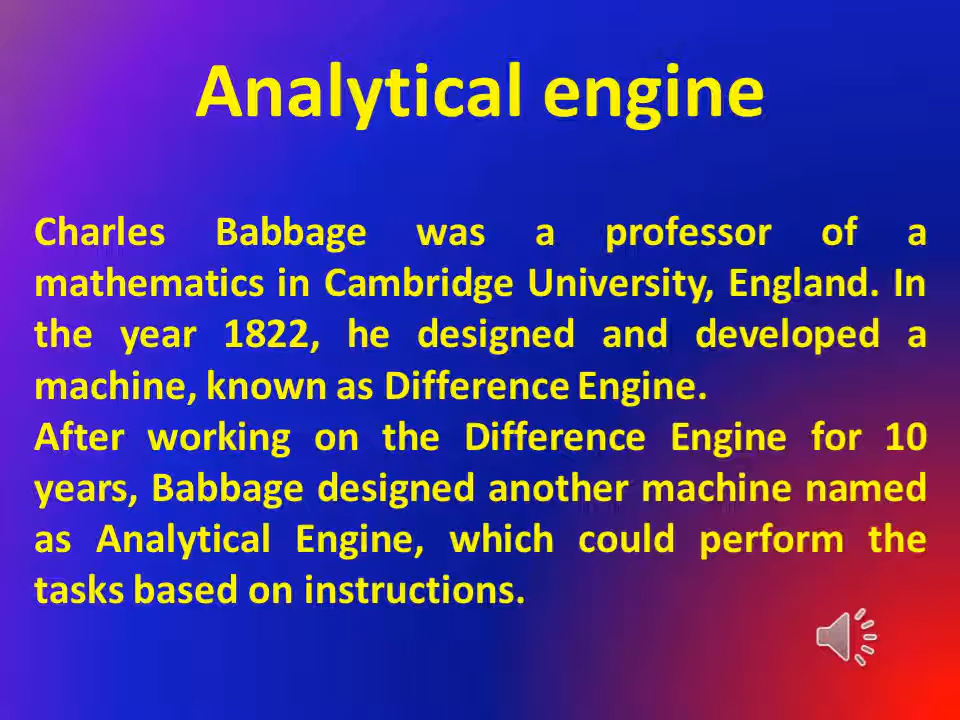 Analytical engine
Charles Babbage was a professor of a
mathematics in Cambridge University, England. In
the year 1822, he designed and developed a
machine, known as Difference Engine.
After working on the Difference Engine for 10
years, Babbage designed another machine named
as Analytical Engine, which could perform the
tasks based on instructions.